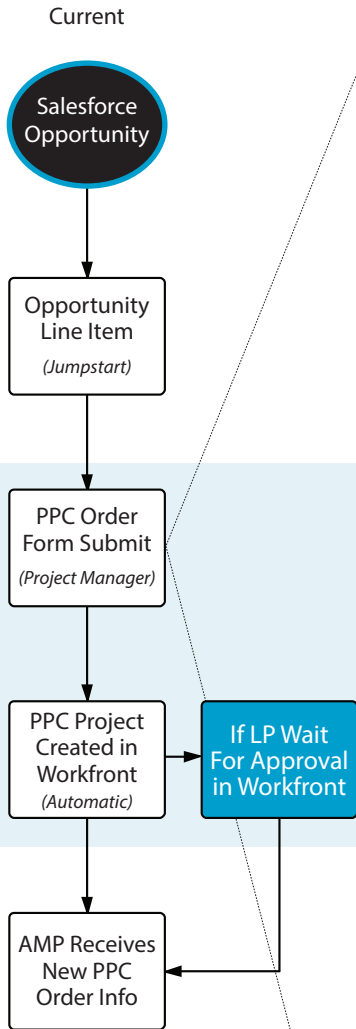 Current
Salesforce
Opportunity
Opportunity
Line Item
(Jumpstart)
PPC Order
Form Submit
(Project Manager)
PPC Project
Created in
Workfront
(Automatic)
If LP Wait
For Approval
in Workfront
AMP Receives
New PPC
Order Info